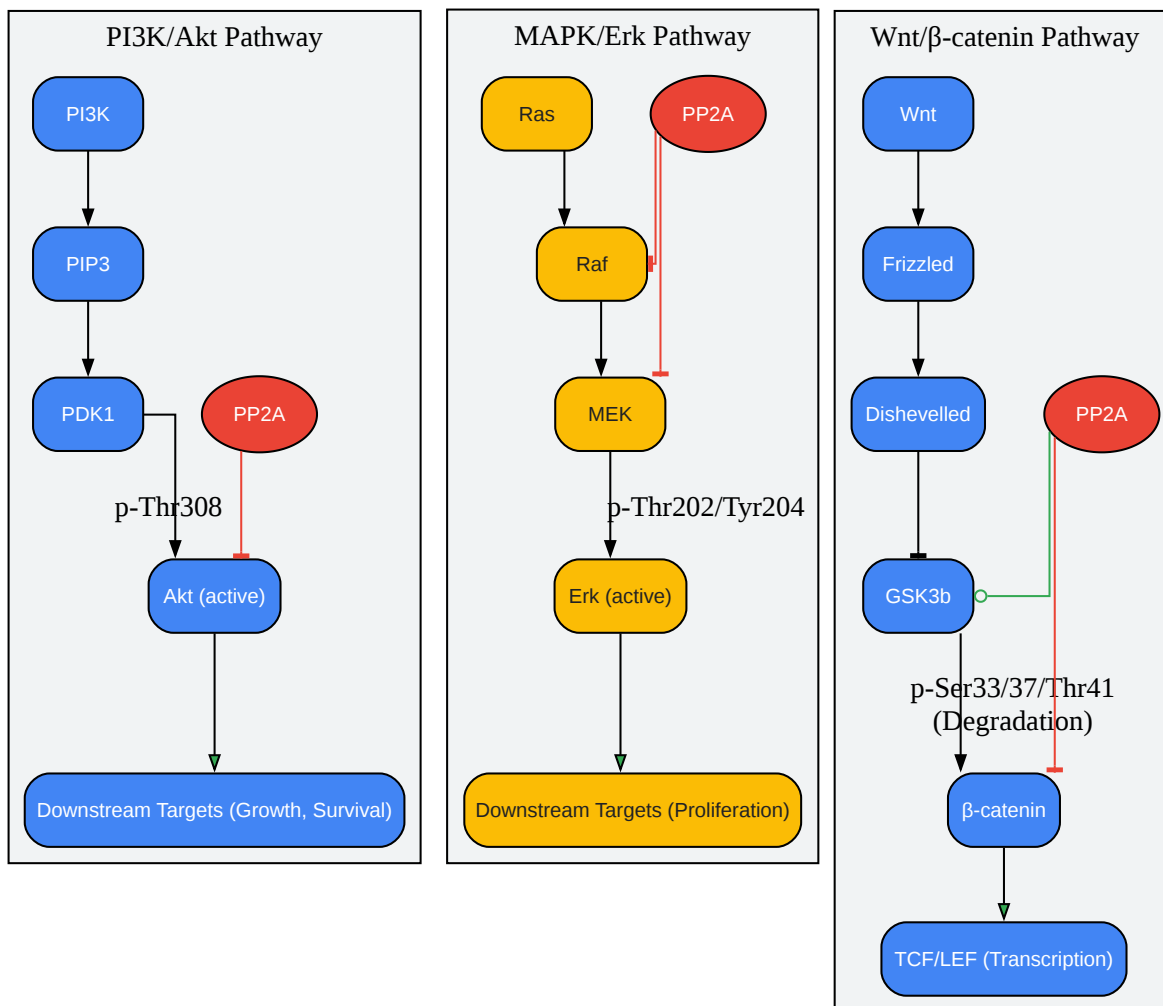 PI3K/Akt Pathway
PI3K
PIP3
PDK1
PP2A
p-Thr308
Akt (active)
Downstream Targets (Growth, Survival)
MAPK/Erk Pathway
Ras
PP2A
Raf
MEK
p-Thr202/Tyr204
Erk (active)
Downstream Targets (Proliferation)
Wnt/β-catenin Pathway
Wnt
Frizzled
Dishevelled
PP2A
GSK3b
p-Ser33/37/Thr41
(Degradation)
β-catenin
TCF/LEF (Transcription)